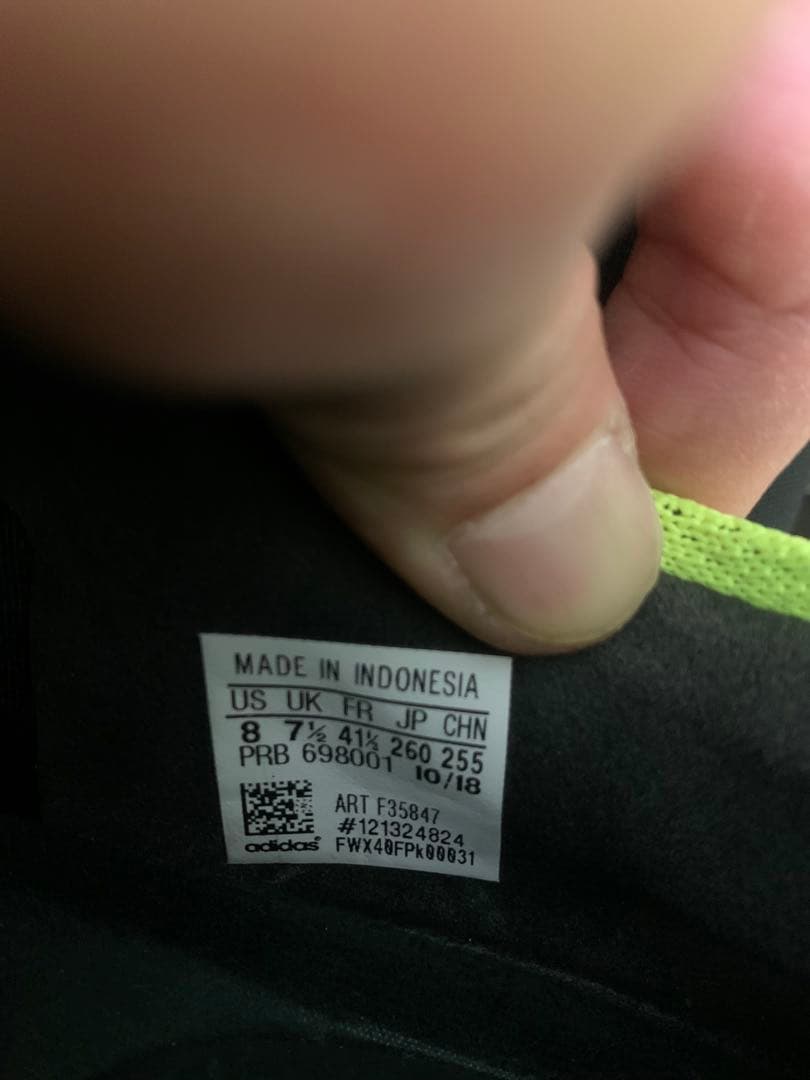 MADE IN INDONESIA
US UK FR JP CHN
8 7½ 41⅓ 260 255
PRB 698001 10/18
ART F35847
#121324824
adidas® FWX40FPk00031